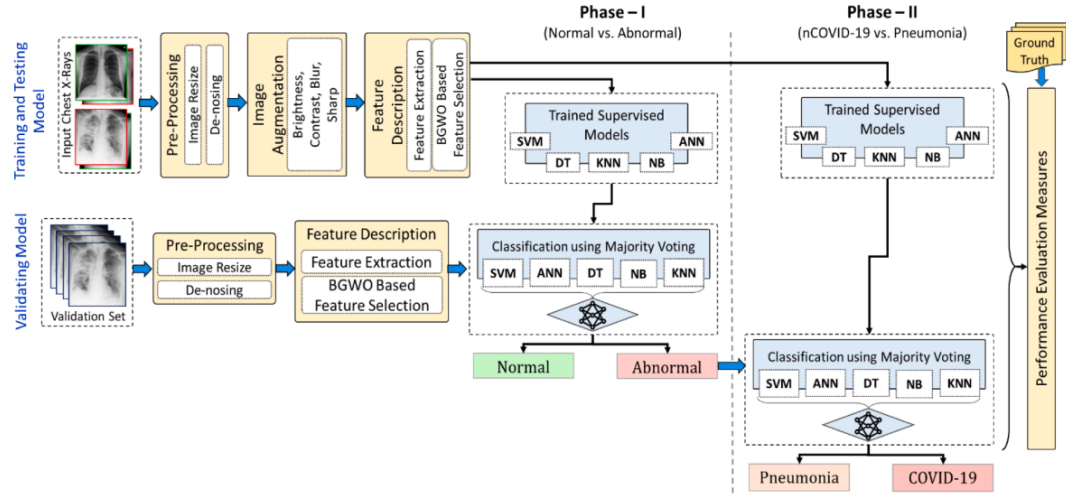 Phase – I
(Normal vs. Abnormal)
Phase – II
(nCOVID-19 vs. Pneumonia)
Training and Testing
Model
Input Chest X-Rays
Pre-Processing
Image Resize
De-nosing
Image
Augmentation
Brightness,
Contrast, Blur,
Sharp
Feature
Description
Feature Extraction
BGWO Based
Feature Selection
Trained Supervised
Models
SVM
DT
KNN
NB
ANN
Trained Supervised
Models
SVM
DT
KNN
NB
ANN
Ground
Truth
Performance Evaluation Measures
Validating Model
Validation Set
Pre-Processing
Image Resize
De-nosing
Feature Description
Feature Extraction
BGWO Based
Feature Selection
Classification using Majority Voting
SVM
ANN
DT
NB
KNN
Normal
Abnormal
Classification using Majority Voting
SVM
ANN
DT
NB
KNN
Pneumonia
COVID-19